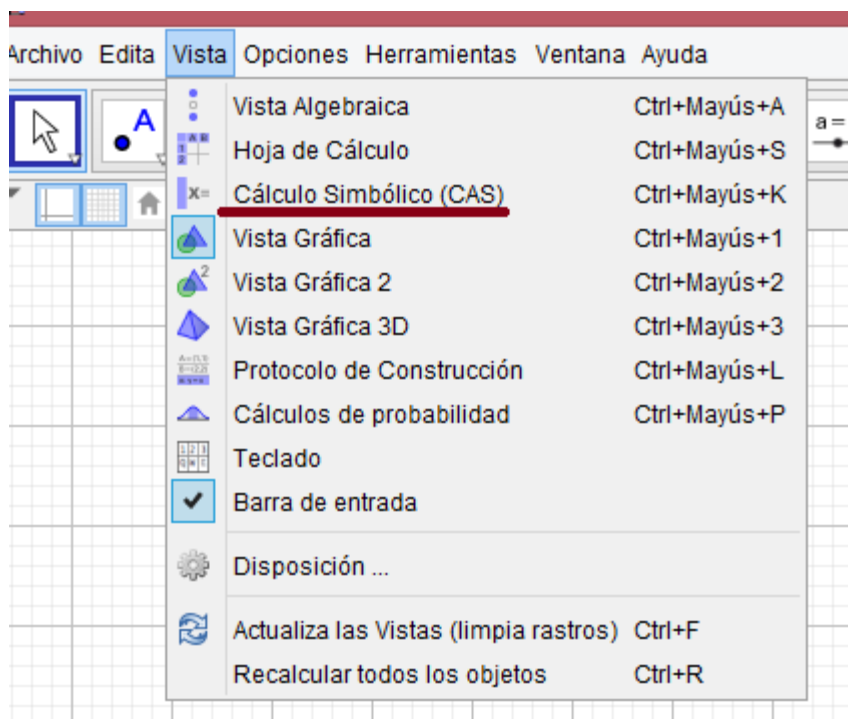 Archivo Edita Vista Opciones Herramientas Ventana Ayuda
A
a =
Vista Algebraica Ctrl+Mayús+A
Hoja de Cálculo Ctrl+Mayús+S
x= Cálculo Simbólico (CAS) Ctrl+Mayús+K
Vista Gráfica Ctrl+Mayús+1
2 Vista Gráfica 2 Ctrl+Mayús+2
Vista Gráfica 3D Ctrl+Mayús+3
Protocolo de Construcción Ctrl+Mayús+L
Cálculos de probabilidad Ctrl+Mayús+P
Teclado
Barra de entrada
Disposición ...
Actualiza las Vistas (limpia rastros) Ctrl+F
Recalcular todos los objetos Ctrl+R